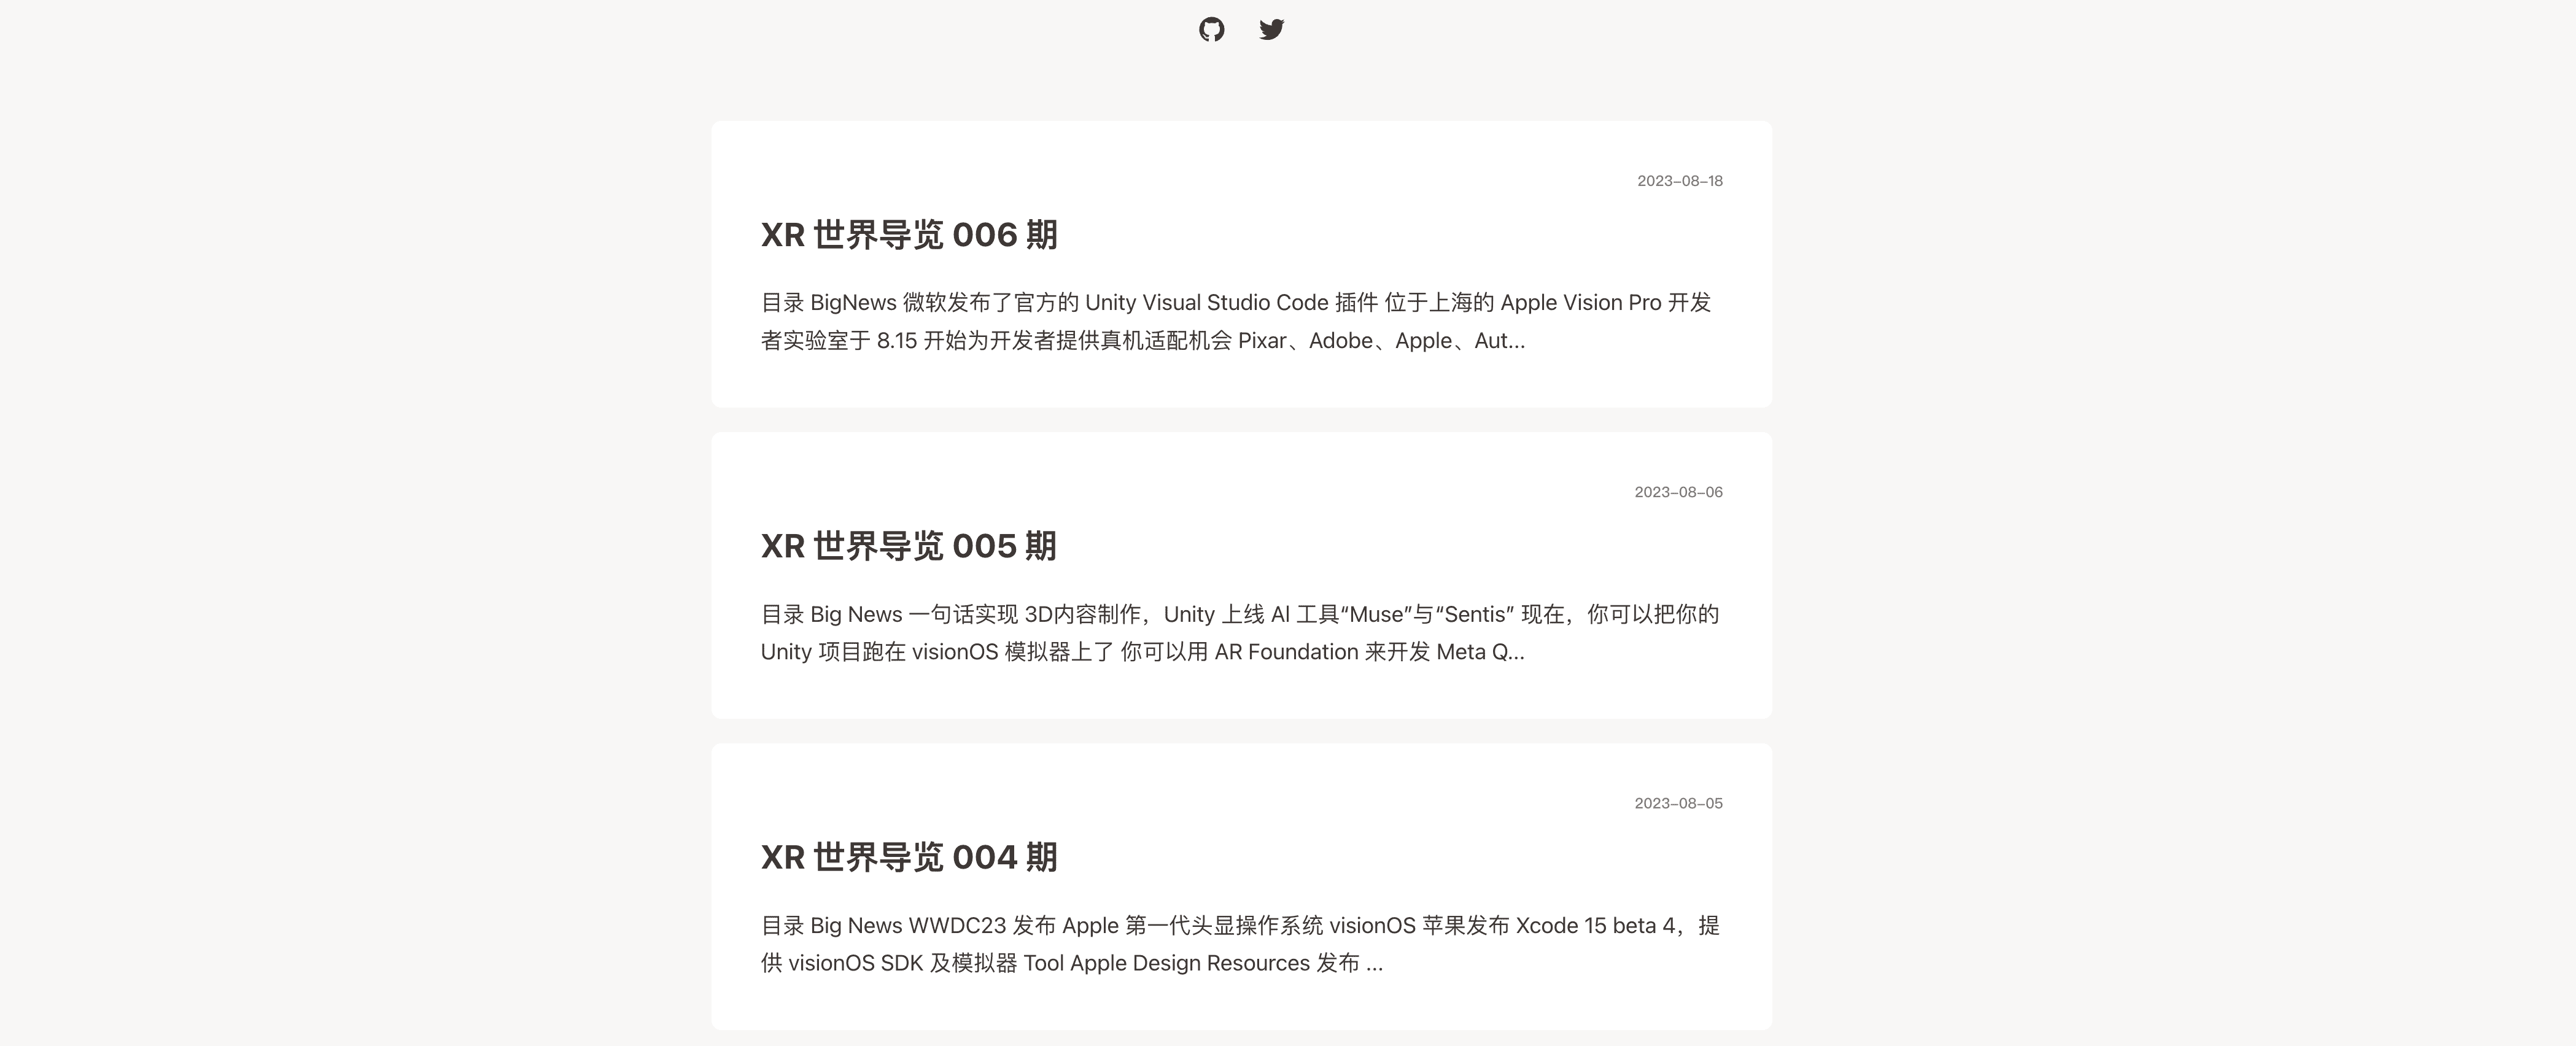 2023-08-18
XR 世界导览 006 期
目录 BigNews 微软发布了官方的 Unity Visual Studio Code 插件 位于上海的 Apple Vision Pro 开发
者实验室于 8.15 开始为开发者提供真机适配机会 Pixar、Adobe、Apple、Aut...
2023-08-06
XR 世界导览 005 期
目录 Big News 一句话实现 3D内容制作，Unity 上线 AI 工具“Muse”与“Sentis” 现在，你可以把你的
Unity 项目跑在 visionOS 模拟器上了 你可以用 AR Foundation 来开发 Meta Q...
2023-08-05
XR 世界导览 004 期
目录 Big News WWDC23 发布 Apple 第一代头显操作系统 visionOS 苹果发布 Xcode 15 beta 4，提
供 visionOS SDK 及模拟器 Tool Apple Design Resources 发布 ...